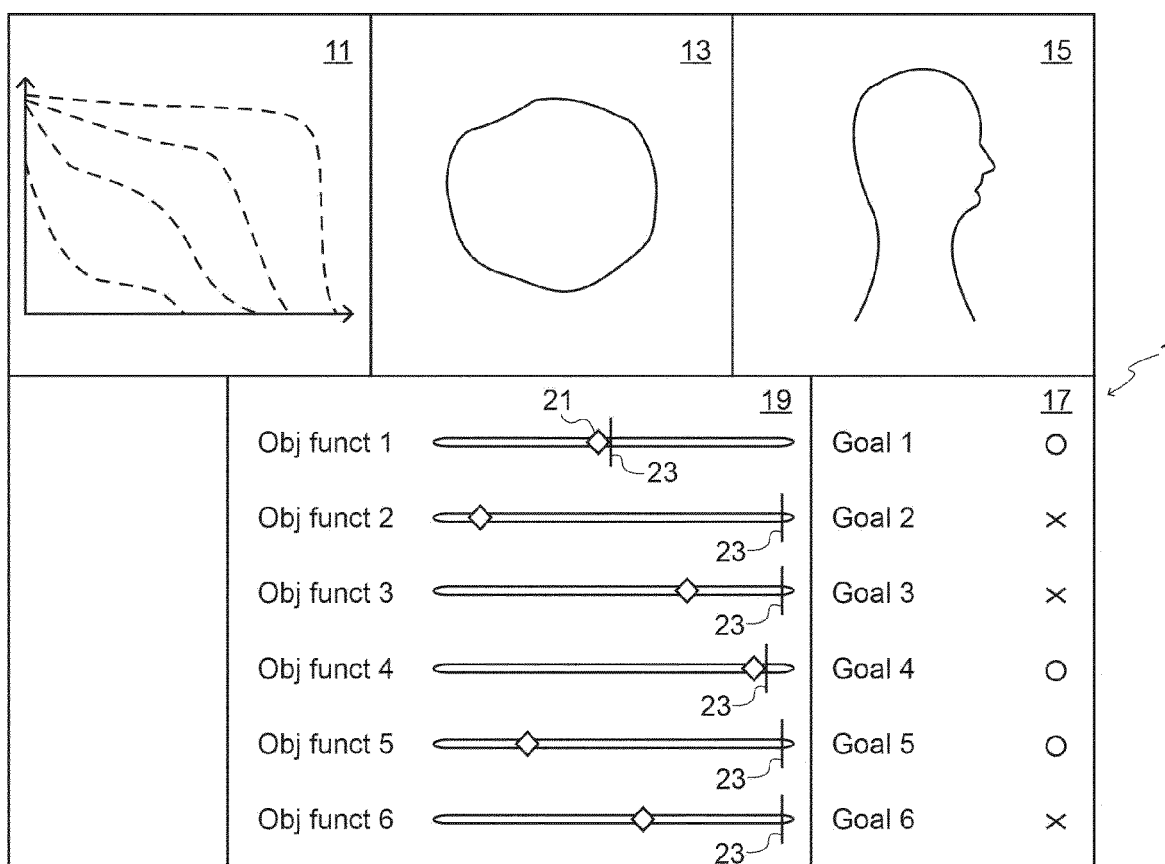 11
13
15
21
19
17
Obj funct 1
23
Goal 1
O
Obj funct 2
23
Goal 2
×
Obj funct 3
23
Goal 3
×
Obj funct 4
23
Goal 4
O
Obj funct 5
23
Goal 5
O
Obj funct 6
23
Goal 6
×